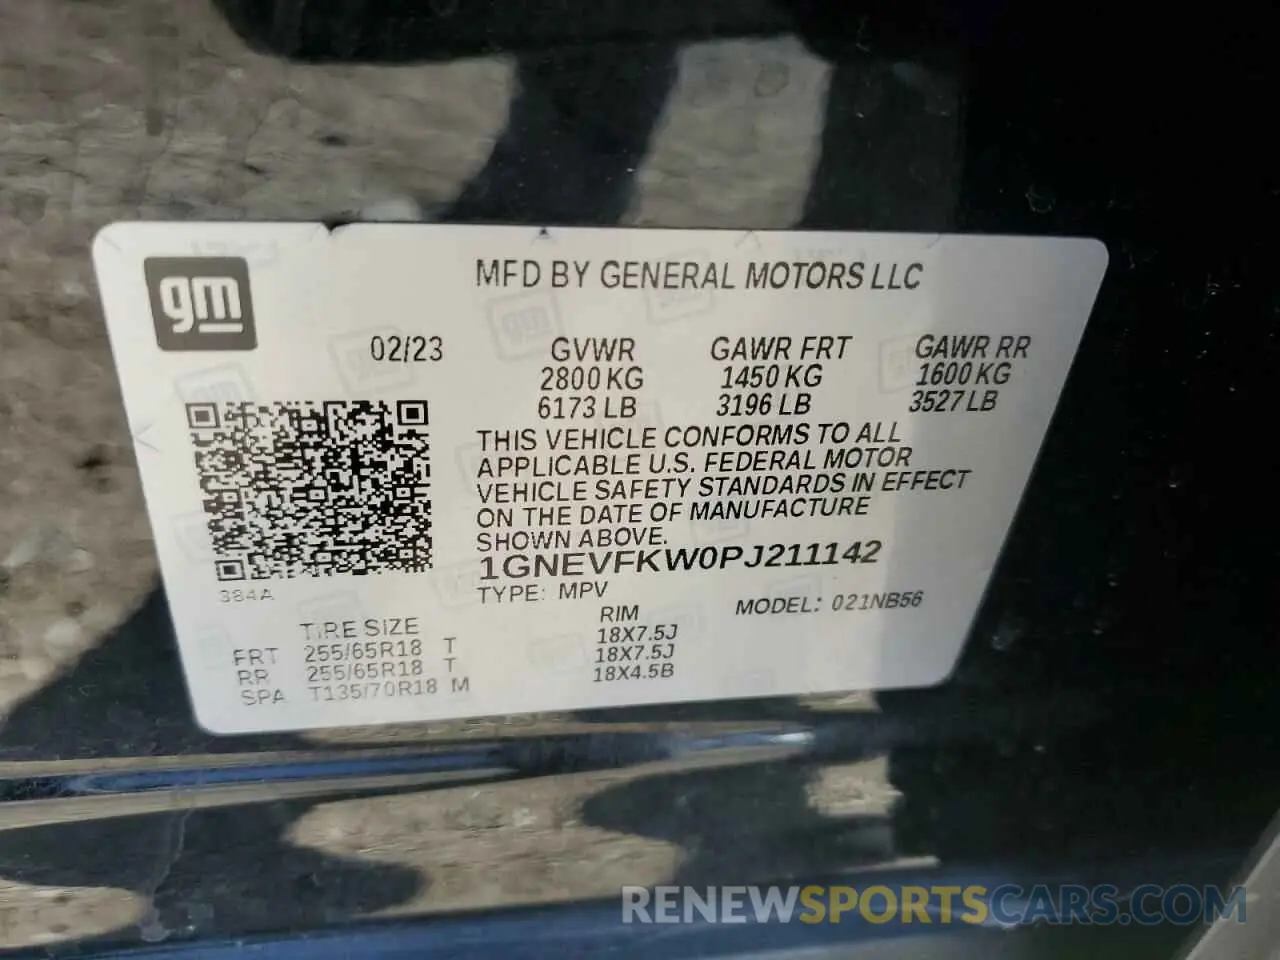 gm
MFD BY GENERAL MOTORS LLC
02/23 GVWR GAWR FRT GAWR RR
2800 KG 1450 KG 1600 KG
6173 LB 3196 LB 3527 LB
THIS VEHICLE CONFORMS TO ALL
APPLICABLE U.S. FEDERAL MOTOR
VEHICLE SAFETY STANDARDS IN EFFECT
ON THE DATE OF MANUFACTURE
SHOWN ABOVE.
1GNEVFKW0PJ211142
384A TYPE: MPV MODEL: 021NB56
TIRE SIZE RIM
FRT 255/65R18 T 18X7.5J
RR 255/65R18 T 18X7.5J
SPA T135/70R18 M 18X4.5B
RENEWSPORTSCARS.COM